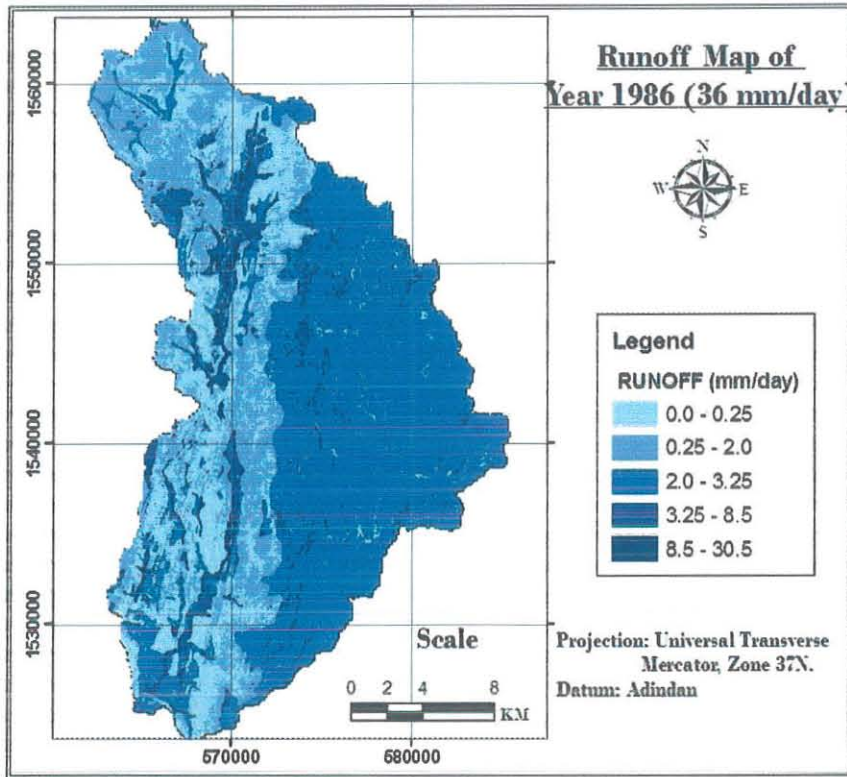 Runoff Map of
Year 1986 (36 mm/day)
N
W E
S
1560000
1550000
1540000
1530000
Legend
RUNOFF (mm/day)
0.0 - 0.25
0.25 - 2.0
2.0 - 3.25
3.25 - 8.5
8.5 - 30.5
Scale
0 2 4 8
KM
Projection: Universal Transverse
Mercator, Zone 37N.
Datum: Adindan
570000 580000